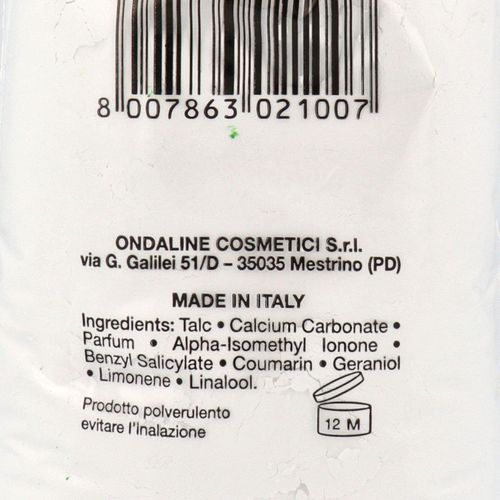 8 007863 021007
ONDALINE COSMETICI S.r.l.
via G. Galilei 51/D – 35035 Mestrino (PD)
MADE IN ITALY
Ingredients: Talc • Calcium Carbonate •
Parfum • Alpha-Isomethyl Ionone •
Benzyl Salicylate • Coumarin • Geraniol
• Limonene • Linalool.
Prodotto polverulento
evitare l'Inalazione
12 M